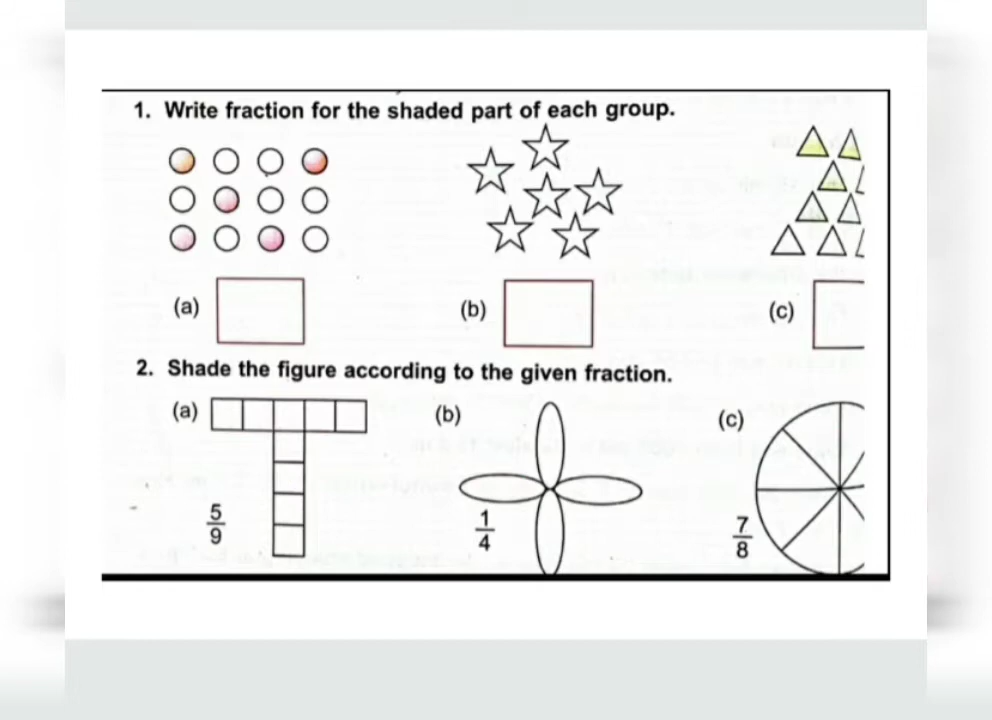 1. Write fraction for the shaded part of each group.
(a) (b) (c)
2. Shade the figure according to the given fraction.
(a) (b) (c)
5/9 1/4 7/8